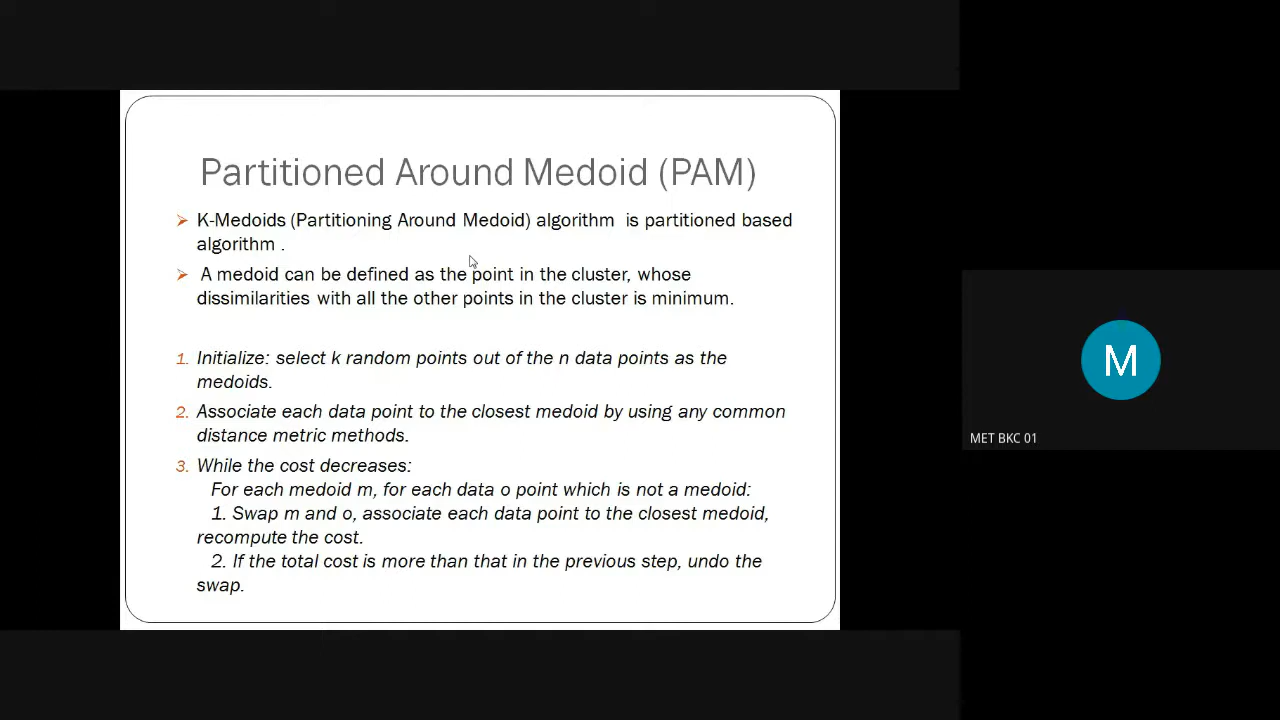 Partitioned Around Medoid (PAM)
➢ K-Medoids (Partitioning Around Medoid) algorithm is partitioned based
algorithm .
➢ A medoid can be defined as the point in the cluster, whose
dissimilarities with all the other points in the cluster is minimum.
1. Initialize: select k random points out of the n data points as the
medoids.
2. Associate each data point to the closest medoid by using any common
distance metric methods.
3. While the cost decreases:
For each medoid m, for each data o point which is not a medoid:
1. Swap m and o, associate each data point to the closest medoid,
recompute the cost.
2. If the total cost is more than that in the previous step, undo the
swap.
M
MET BKC 01